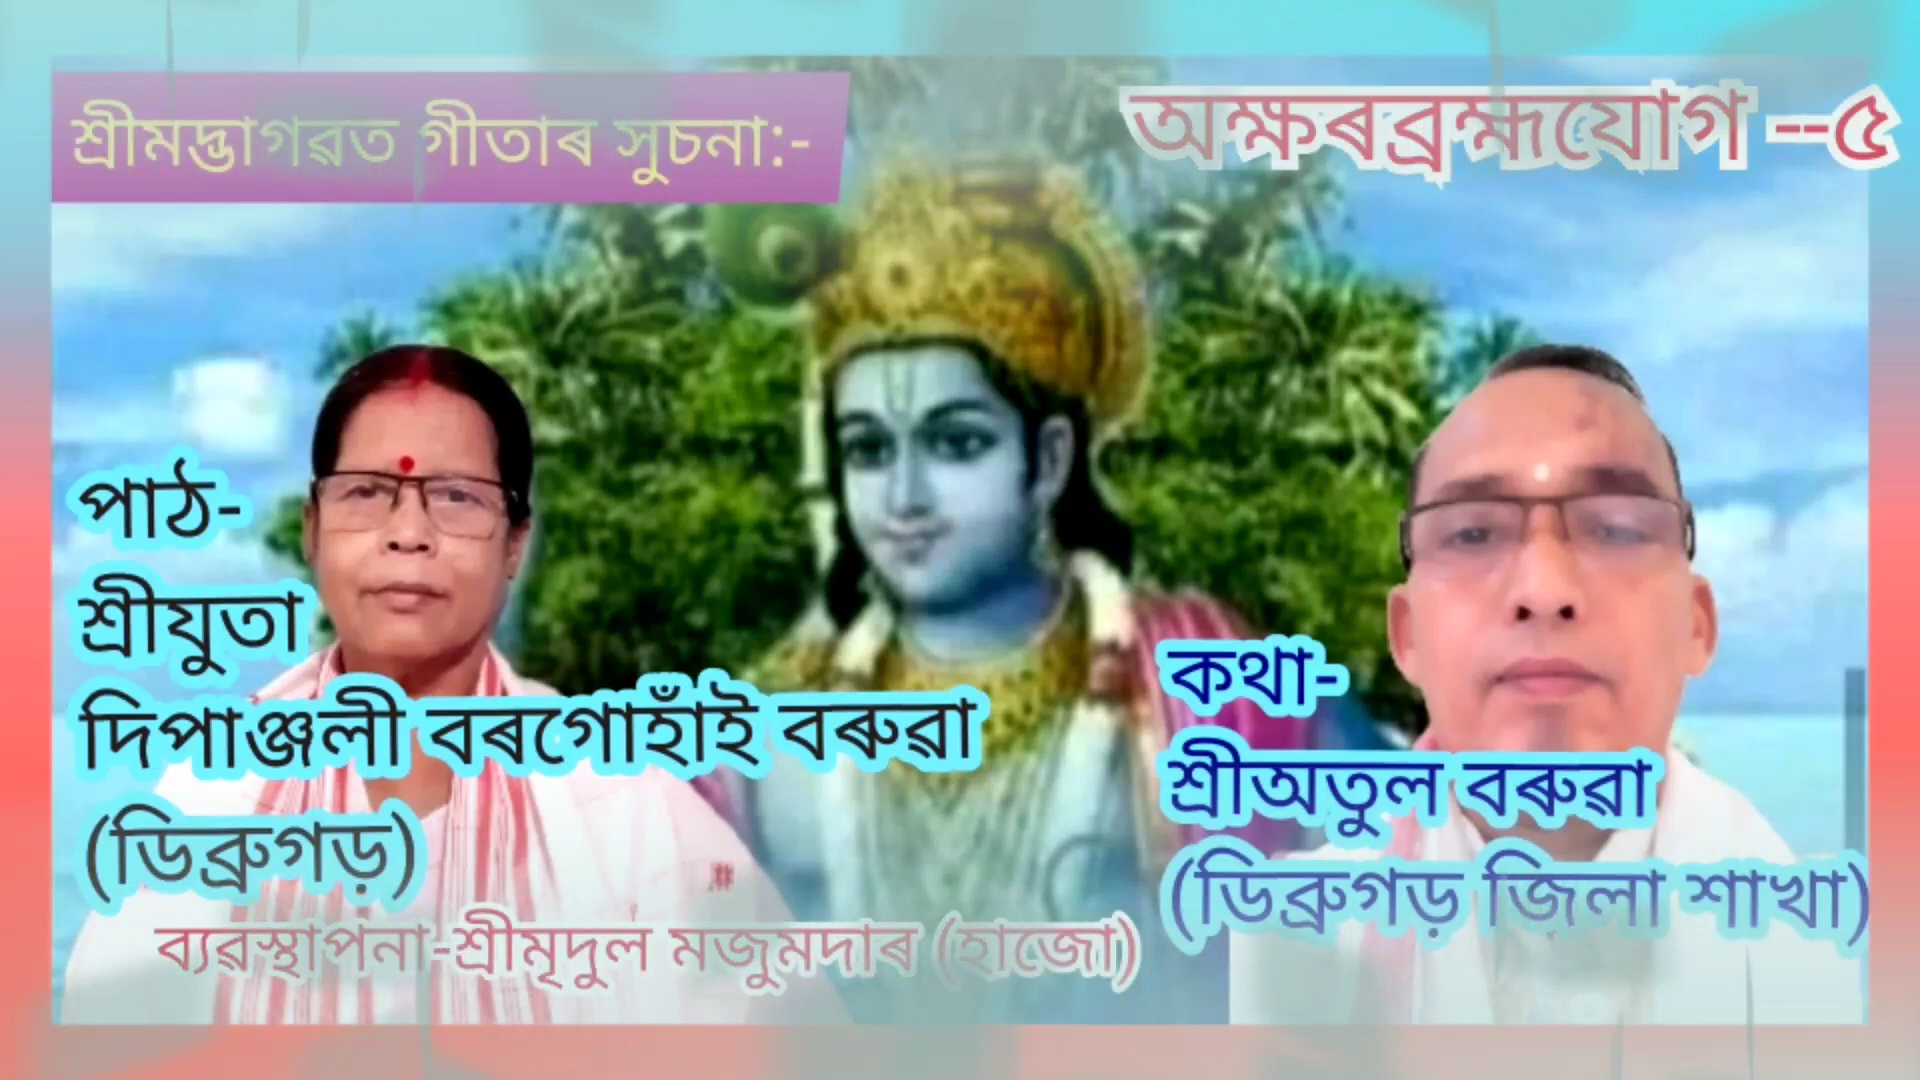 শ্ৰীমদ্ভাগৱত গীতাৰ সুচনা:-
অক্ষৰব্ৰহ্মযোগ --৫
পাঠ-
শ্ৰীযুতা
দিপাঞ্জলী বৰগোহাঁই বৰুৱা
(ডিব্ৰুগড়)
কথা-
শ্ৰীঅতুল বৰুৱা
(ডিব্ৰুগড় জিলা শাখা)
ব্যৱস্থাপনা-শ্ৰীমৃদুল মজুমদাৰ (হাজো)